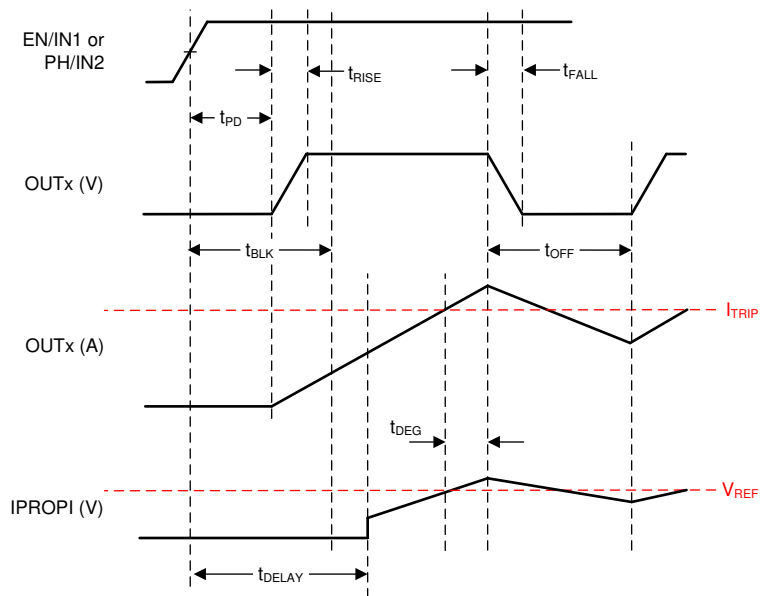 EN/IN1 or
PH/IN2
tRISE
tFALL
tPD
OUTx (V)
tBLK
tOFF
ITRIP
OUTx (A)
tDEG
VREF
IPROPI (V)
tDELAY